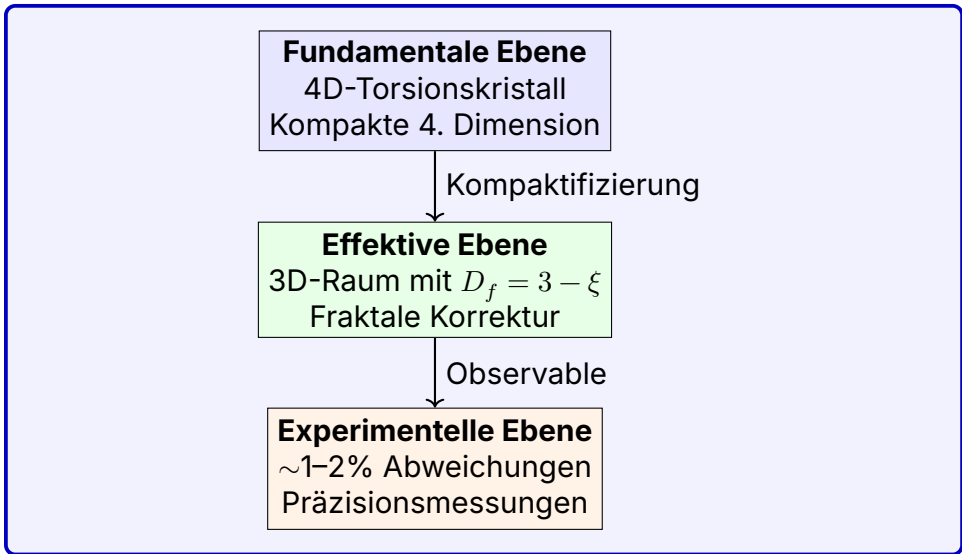 Fundamentale Ebene
4D-Torsionskristall
Kompakte 4. Dimension
Kompaktifizierung
Effektive Ebene
3D-Raum mit $D_f = 3 - \xi$
Fraktale Korrektur
Observable
Experimentelle Ebene
∼1–2% Abweichungen
Präzisionsmessungen